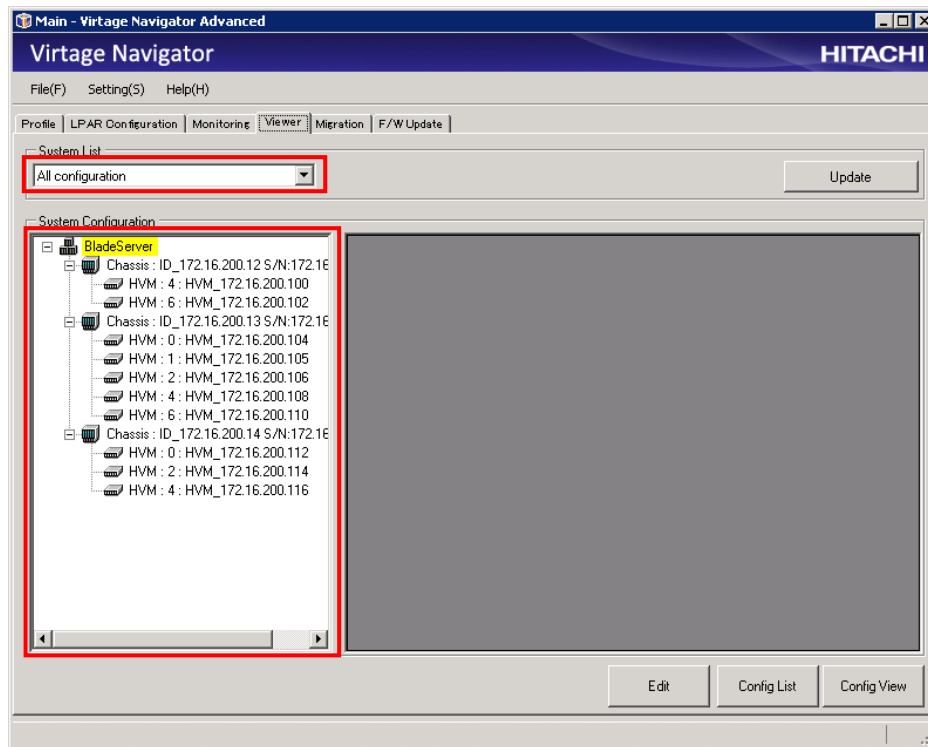 Main - Virtage Navigator Advanced
Virtage Navigator
HITACHI
File(F) Setting(S) Help(H)
Profile LPAR Configuration Monitoring Viewer Migration F/W Update
System List
All configuration
Update
System Configuration
BladeServer
Chassis : ID_172.16.200.12 S/N:172.16
HVM : 4 : HVM_172.16.200.100
HVM : 6 : HVM_172.16.200.102
Chassis : ID_172.16.200.13 S/N:172.16
HVM : 0 : HVM_172.16.200.104
HVM : 1 : HVM_172.16.200.105
HVM : 2 : HVM_172.16.200.106
HVM : 4 : HVM_172.16.200.108
HVM : 6 : HVM_172.16.200.110
Chassis : ID_172.16.200.14 S/N:172.16
HVM : 0 : HVM_172.16.200.112
HVM : 2 : HVM_172.16.200.114
HVM : 4 : HVM_172.16.200.116
Edit Config List Config View